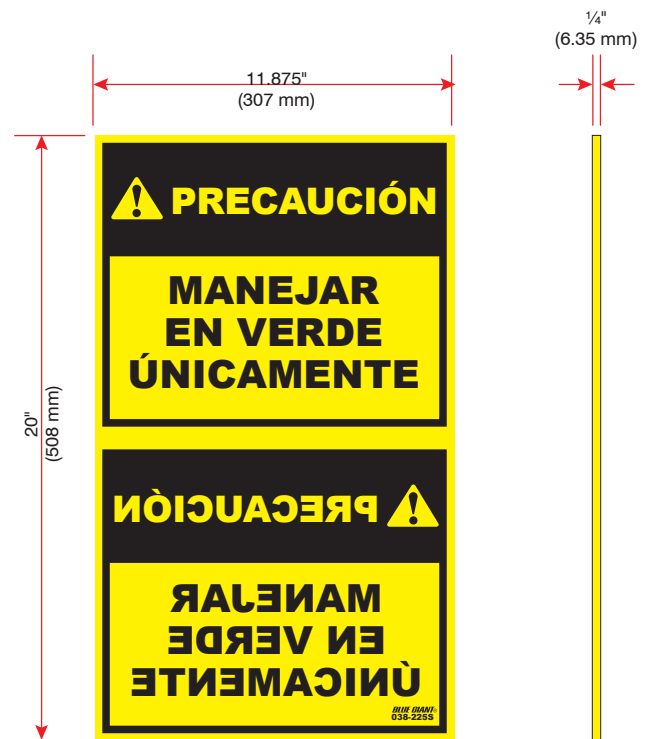 ¼"
(6.35 mm)
11.875"
(307 mm)
20"
(508 mm)
PRECAUCIÓN
MANEJAR
EN VERDE
ÚNICAMENTE
PRECAUCIÓN
MANEJAR
EN VERDE
ÚNICAMENTE
BLUE GIANT®
038-225S